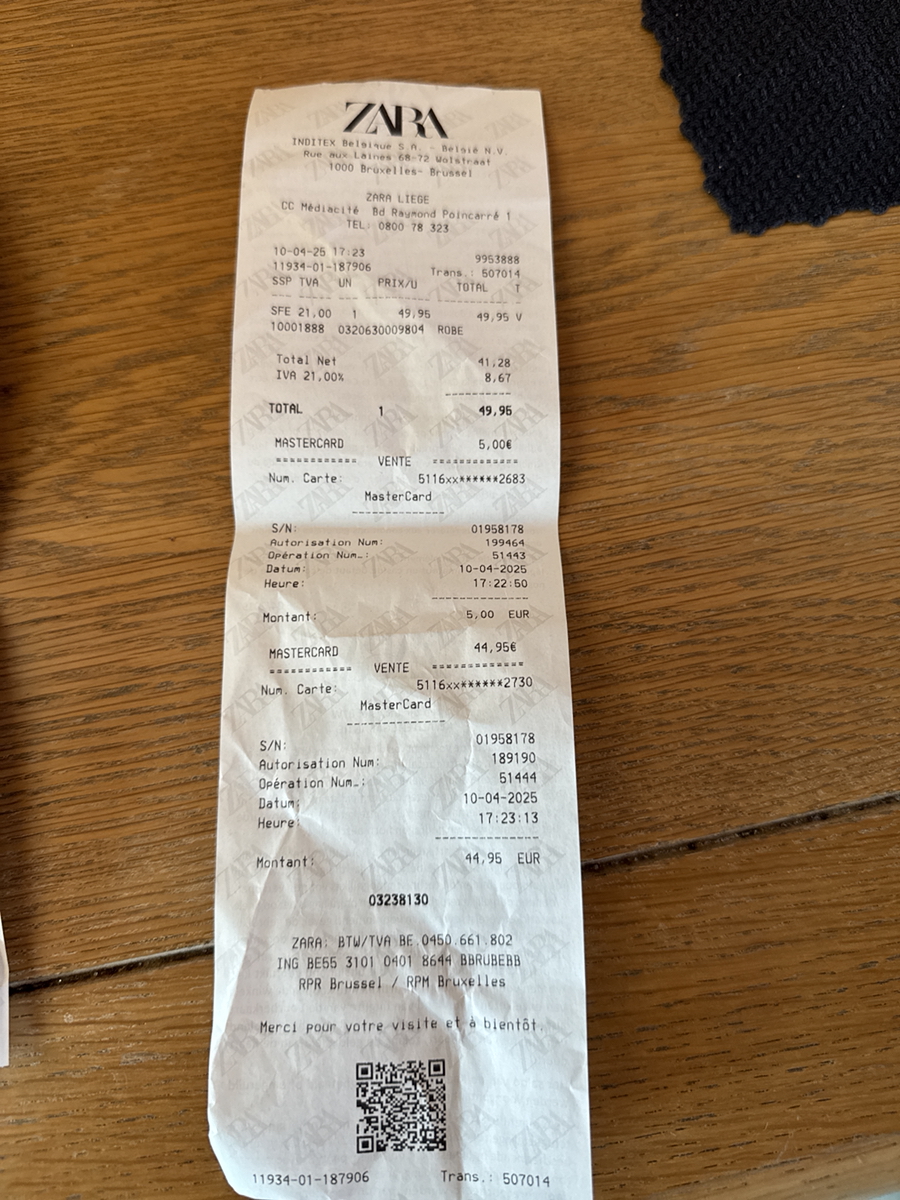 ZARA
INDITEX Belgique S.A. - België N.V.
Rue aux Laines 68-72 Wolstraat
1000 Bruxelles- Brussel
ZARA LIEGE
CC Médiacité Bd Raymond Poincarré 1
TEL: 0800 78 323
10-04-25 17:23 9953888
11934-01-187906 Trans.: 507014
SSP TVA UN PRIX/U TOTAL T
SFE 21,00 1 49,95 49,95 V
10001888 0320630009804 ROBE
Total Net 41,28
IVA 21,00% 8,67
TOTAL 1 49,95
MASTERCARD 5,00€
============ VENTE ============
Num. Carte: 5116xx******2683
MasterCard
S/N: 01958178
Autorisation Num: 199464
Opération Num.: 51443
Datum: 10-04-2025
Heure: 17:22:50
Montant: 5,00 EUR
MASTERCARD 44,95€
============ VENTE ============
Num. Carte: 5116xx******2730
MasterCard
S/N: 01958178
Autorisation Num: 189190
Opération Num.: 51444
Datum: 10-04-2025
Heure: 17:23:13
Montant: 44,95 EUR
03238130
ZARA: BTW/TVA BE.0450.661.802
ING BE55 3101 0401 8644 BBRUBEBB
RPR Brussel / RPM Bruxelles
Merci pour votre visite et à bientôt.
11934-01-187906 Trans.: 507014